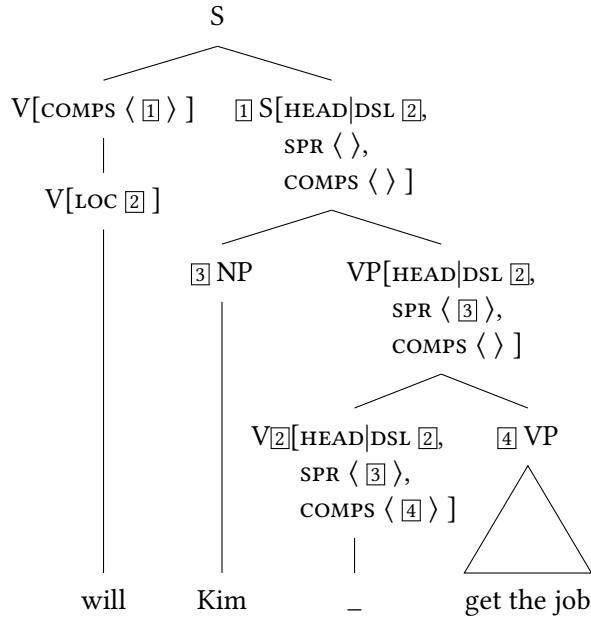 S
V[COMPS ⟨ 1 ⟩ ] 1 S[HEAD|DSL 2,
SPR ⟨ ⟩,
COMPS ⟨ ⟩ ]
V[LOC 2 ]
3 NP VP[HEAD|DSL 2,
SPR ⟨ 3 ⟩,
COMPS ⟨ ⟩ ]
V2[HEAD|DSL 2, 4 VP
SPR ⟨ 3 ⟩,
COMPS ⟨ 4 ⟩ ]
will Kim _ get the job